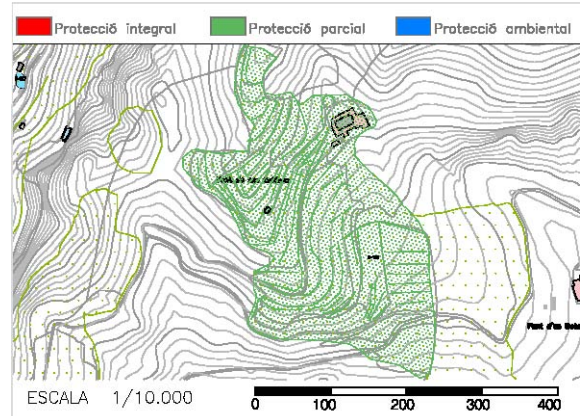 Protecció integral
Protecció parcial
Protecció ambiental
ESCALA 1/10.000
0 100 200 300 400